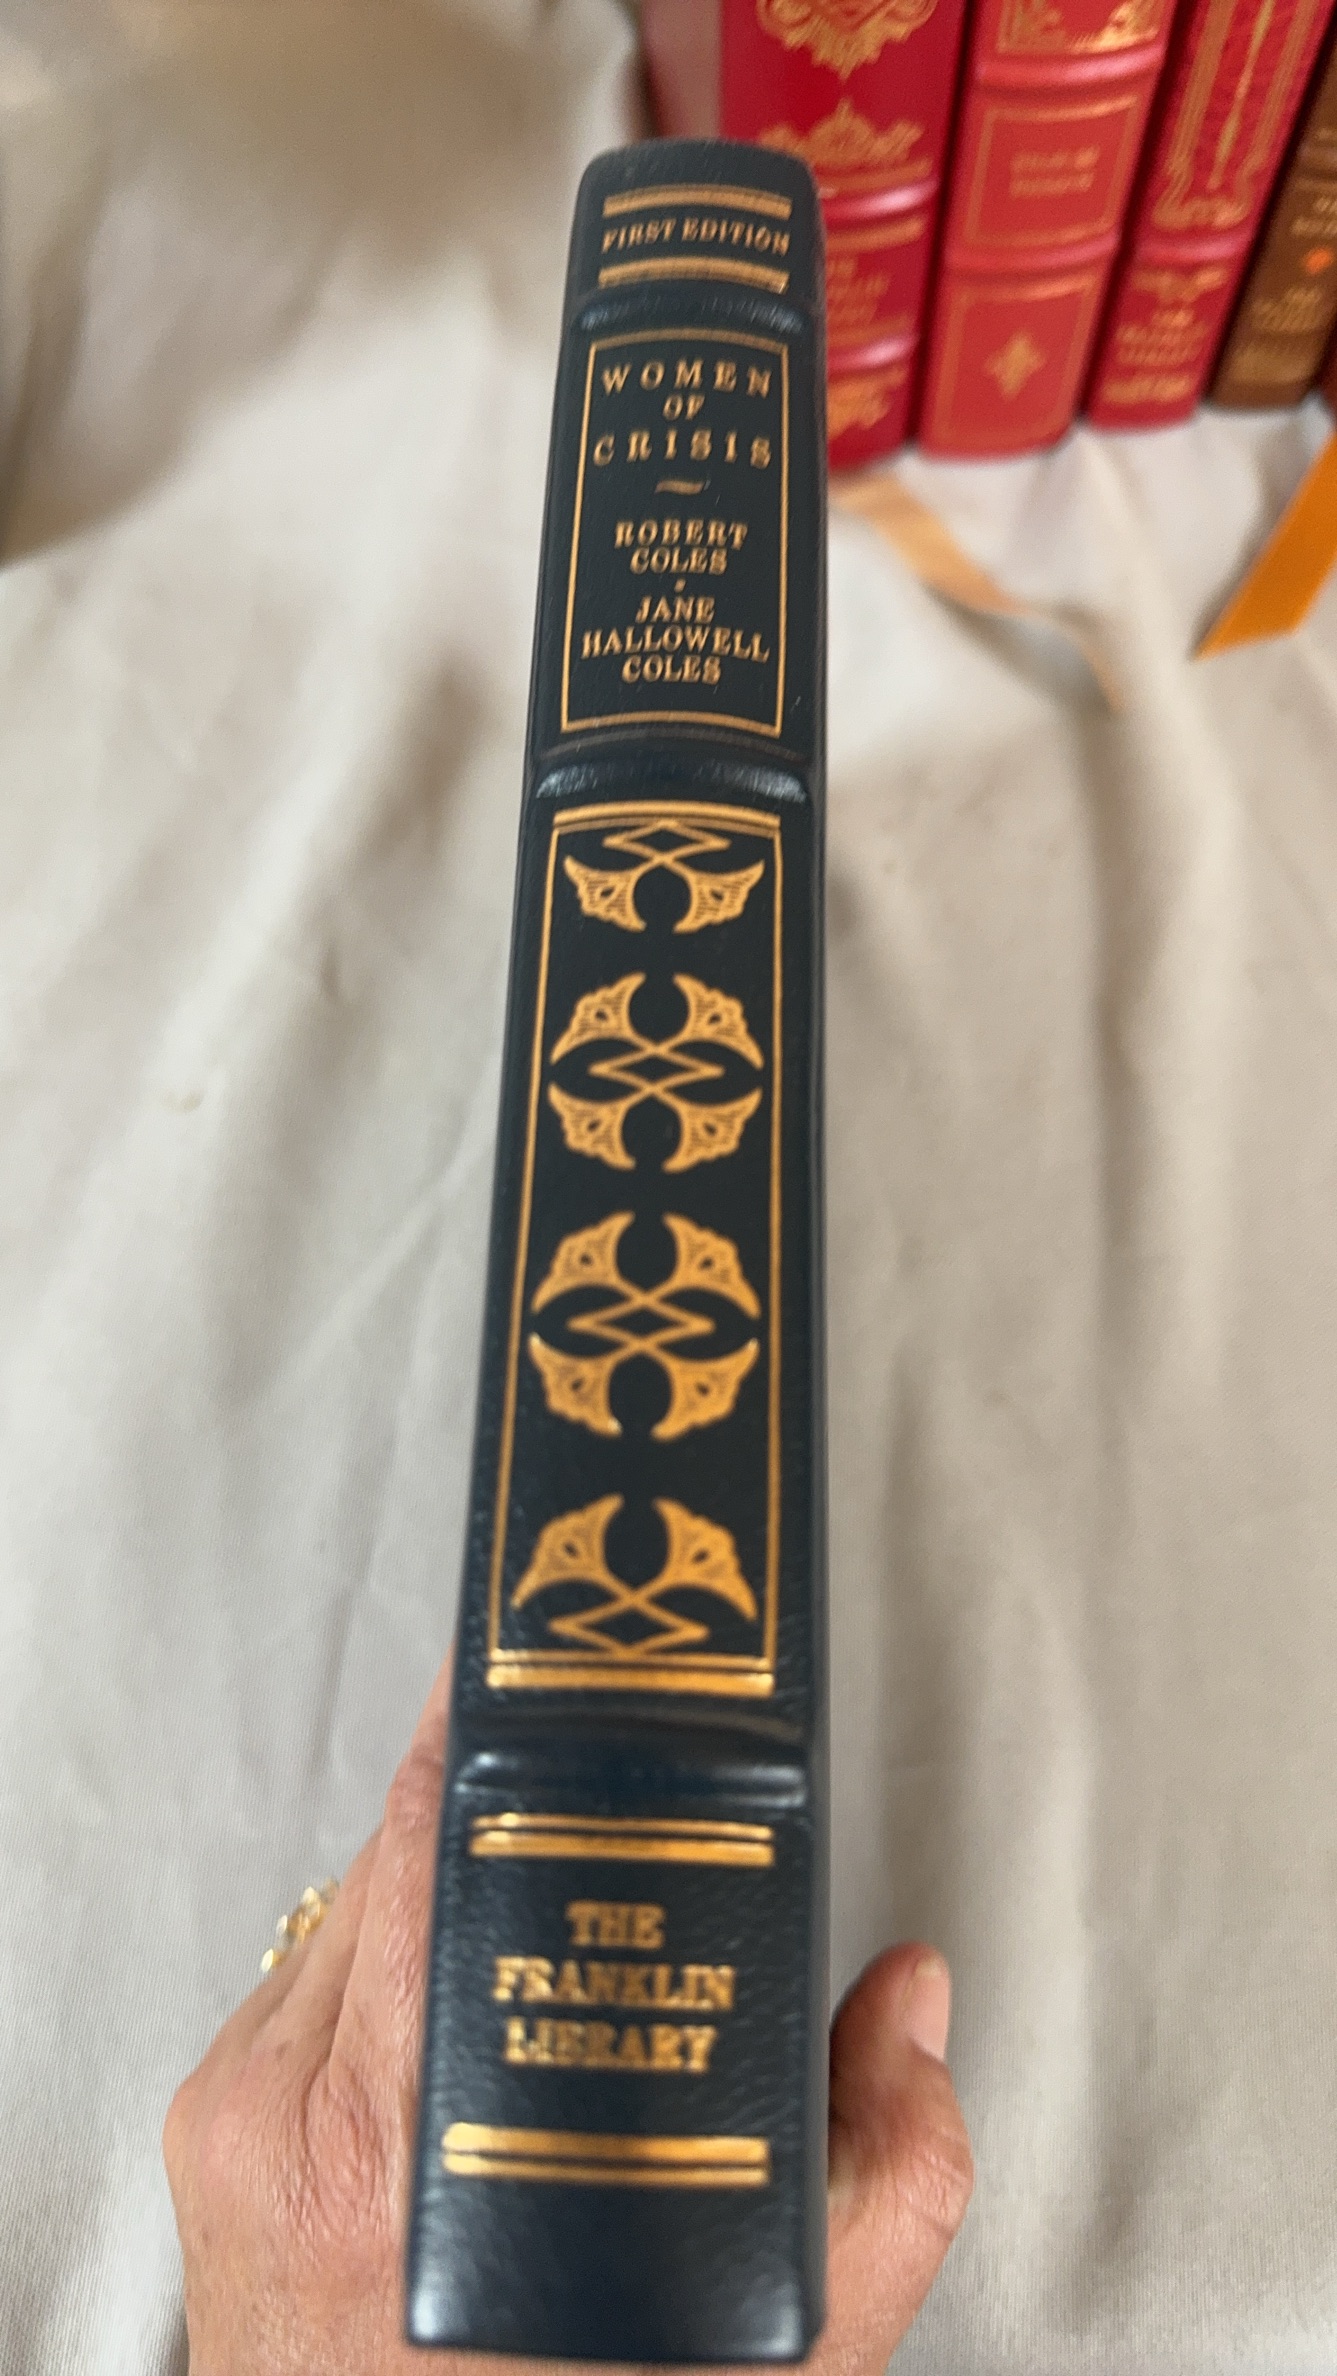 FIRST EDITION
WOMEN
OF
CRISIS
ROBERT
COLES
JANE
HALLOWELL
COLES
THE
FRANKLIN
LIBRARY